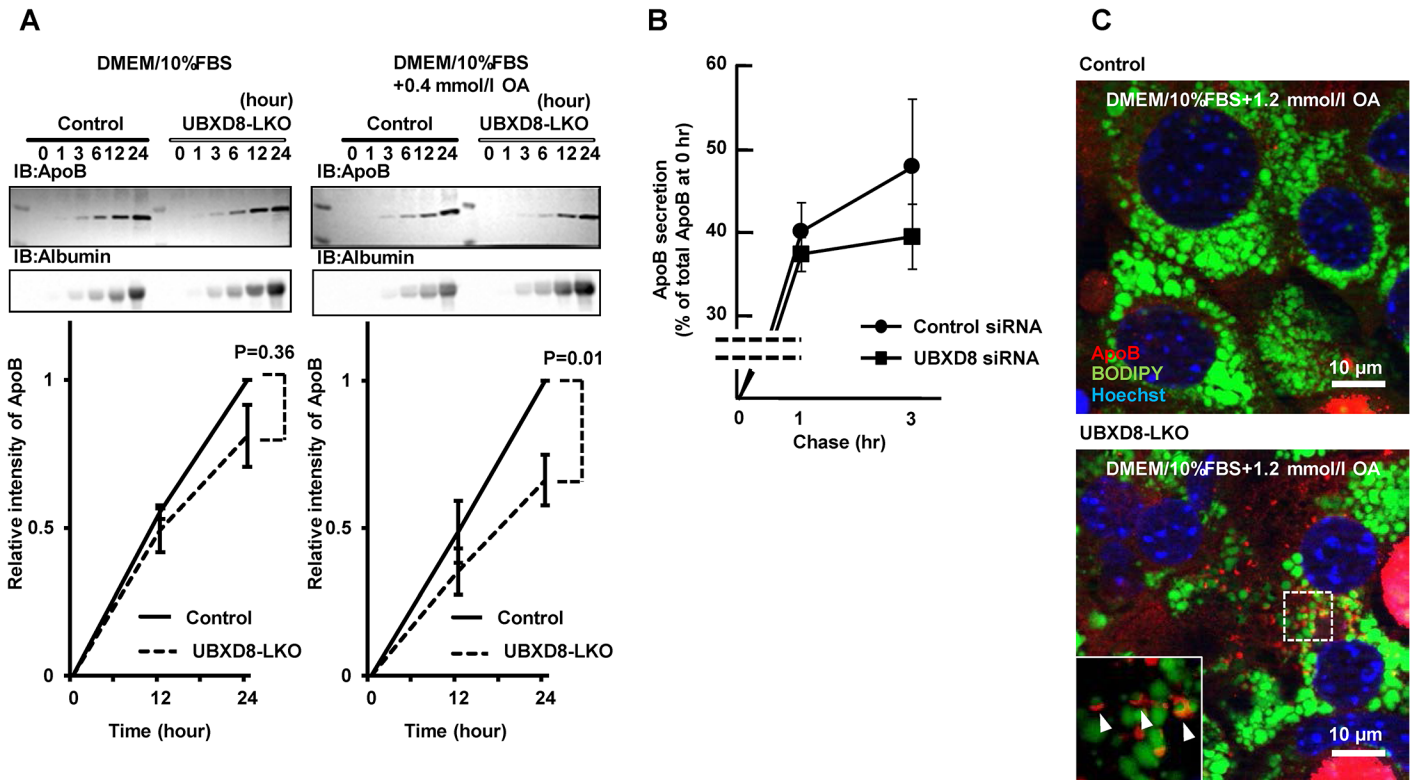 A
DMEM/10%FBS
(hour)
Control UBXD8-LKO
0 1 3 6 12 24 0 1 3 6 12 24
IB:ApoB
IB:Albumin
P=0.36
Relative intensity of ApoB
1
0.5
0
Control
UBXD8-LKO
0 12 24
Time (hour)
DMEM/10%FBS
+0.4 mmol/l OA
(hour)
Control UBXD8-LKO
0 1 3 6 12 24 0 1 3 6 12 24
IB:ApoB
IB:Albumin
P=0.01
Relative intensity of ApoB
1
0.5
0
Control
UBXD8-LKO
0 12 24
Time (hour)
B
ApoB secretion
(% of total ApoB at 0 hr)
60
50
40
30
Control siRNA
UBXD8 siRNA
0 1 3
Chase (hr)
C
Control
DMEM/10%FBS+1.2 mmol/l OA
ApoB
BODIPY
Hoechst
10 μm
UBXD8-LKO
DMEM/10%FBS+1.2 mmol/l OA
10 μm